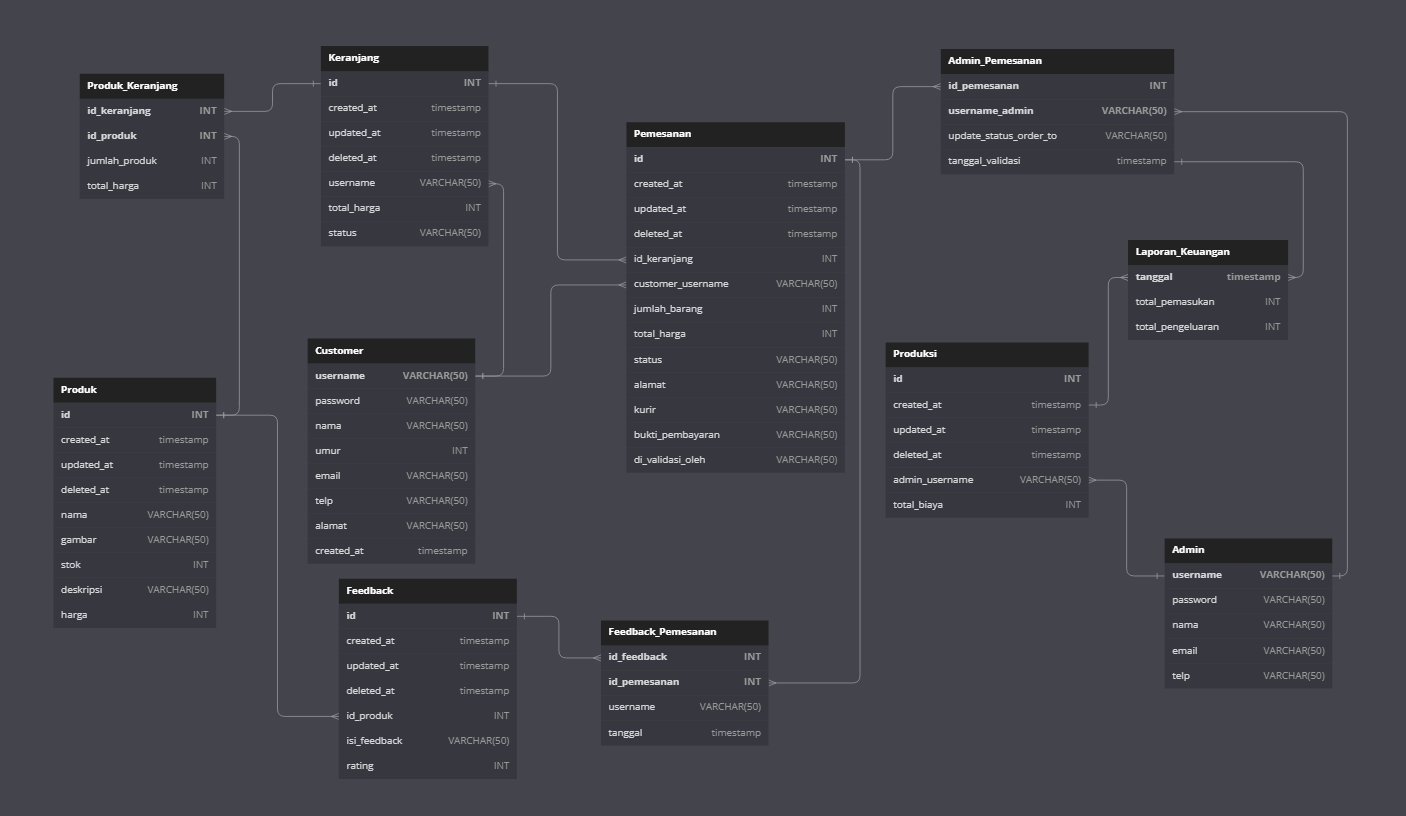 Produk_Keranjang
id_keranjang INT
id_produk INT
jumlah_produk INT
total_harga INT
Keranjang
id INT
created_at timestamp
updated_at timestamp
deleted_at timestamp
username VARCHAR(50)
total_harga INT
status VARCHAR(50)
Pemesanan
id INT
created_at timestamp
updated_at timestamp
deleted_at timestamp
id_keranjang INT
customer_username VARCHAR(50)
jumlah_barang INT
total_harga INT
status VARCHAR(50)
alamat VARCHAR(50)
kurir VARCHAR(50)
bukti_pembayaran VARCHAR(50)
di_validasi_oleh VARCHAR(50)
Admin_Pemesanan
id_pemesanan INT
username_admin VARCHAR(50)
update_status_order_to VARCHAR(50)
tanggal_validasi timestamp
Laporan_Keuangan
tanggal timestamp
total_pemasukan INT
total_pengeluaran INT
Produk
id INT
created_at timestamp
updated_at timestamp
deleted_at timestamp
nama VARCHAR(50)
gambar VARCHAR(50)
stok INT
deskripsi VARCHAR(50)
harga INT
Customer
username VARCHAR(50)
password VARCHAR(50)
nama VARCHAR(50)
umur INT
email VARCHAR(50)
telp VARCHAR(50)
alamat VARCHAR(50)
created_at timestamp
Produksi
id INT
created_at timestamp
updated_at timestamp
deleted_at timestamp
admin_username VARCHAR(50)
total_biaya INT
Feedback
id INT
created_at timestamp
updated_at timestamp
deleted_at timestamp
id_produk INT
isi_feedback VARCHAR(50)
rating INT
Feedback_Pemesanan
id_feedback INT
id_pemesanan INT
username VARCHAR(50)
tanggal timestamp
Admin
username VARCHAR(50)
password VARCHAR(50)
nama VARCHAR(50)
email VARCHAR(50)
telp VARCHAR(50)